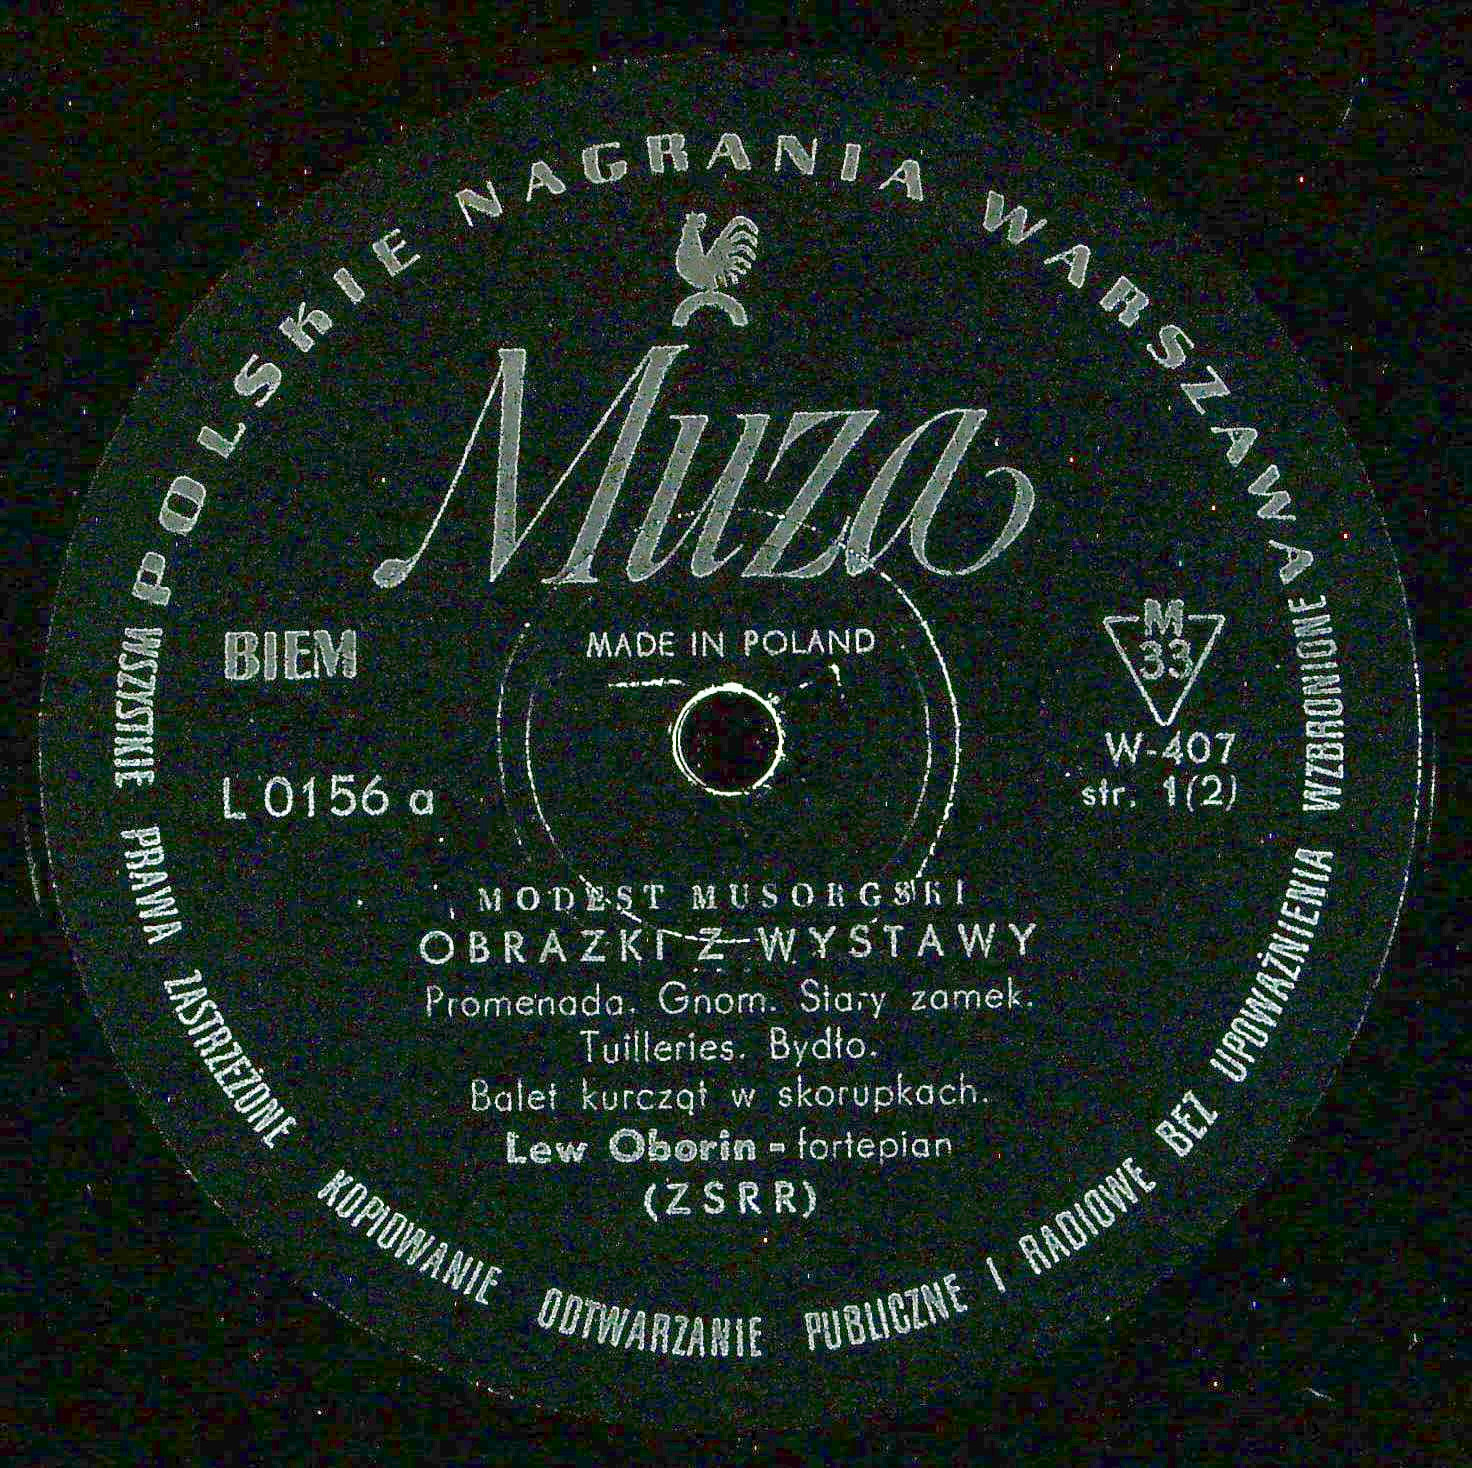 POLSKIE NAGRANIA WARSZAWA
Muza
MADE IN POLAND
BIEM
M
33
W-407
str. 1(2)
L 0156 a
MODEST MUSORGSKI
OBRAZKI Z WYSTAWY
Promenada. Gnom. Stary zamek.
Tuilleries. Bydło.
Balet kurcząt w skorupkach.
Lew Oborin - fortepian
(ZSRR)
WSZYSTKIE PRAWA ZASTRZEŻONE KOPIOWANIE ODTWARZANIE PUBLICZNE I RADIOWE BEZ UPOWAŻNIENIA WZBRONIONE